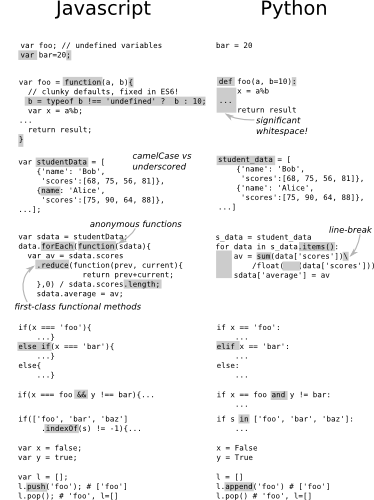 Javascript
var foo; // undefined variables
var bar=20;
var foo = function(a, b){
// clunky defaults, fixed in ES6!
b = typeof b !== 'undefined' ? b : 10;
var x = a%b;
...
return result;
}
camelCase vs
underscored
var studentData = [
{'name': 'Bob',
'scores':[68, 75, 56, 81]},
{name: 'Alice',
'scores':[75, 90, 64, 88]},
...];
anonymous functions
var sdata = studentData;
data.forEach(function(sdata){
var av = sdata.scores
.reduce(function(prev, current){
return prev+current;
},0) / sdata.scores.length;
sdata.average = av;
first-class functional methods
if(x === 'foo'){
...}
else if(x === 'bar'){
...}
else{
...}
if(x === foo && y !== bar){...
if(['foo', 'bar', 'baz']
.indexOf(s) != -1){...
var x = false;
var y = true;
var l = [];
l.push('foo'); # ['foo']
l.pop(); # 'foo', l=[]
Python
bar = 20
def foo(a, b=10):
x = a%b
...
return result
significant
whitespace!
student_data = [
{'name': 'Bob',
'scores':[68, 75, 56, 81]},
{'name': 'Alice',
'scores':[75, 90, 64, 88]},
...]
line-break
s_data = student_data
for data in s_data.items():
av = sum(data['scores'])\
/float(data['scores']))
sdata['average'] = av
if x == 'foo':
...
elif x == 'bar':
...
else:
...
if x == foo and y != bar:
...
if s in ['foo', 'bar', 'baz']:
...
x = False
y = True
l = []
l.append('foo') # ['foo']
l.pop() # 'foo', l=[]